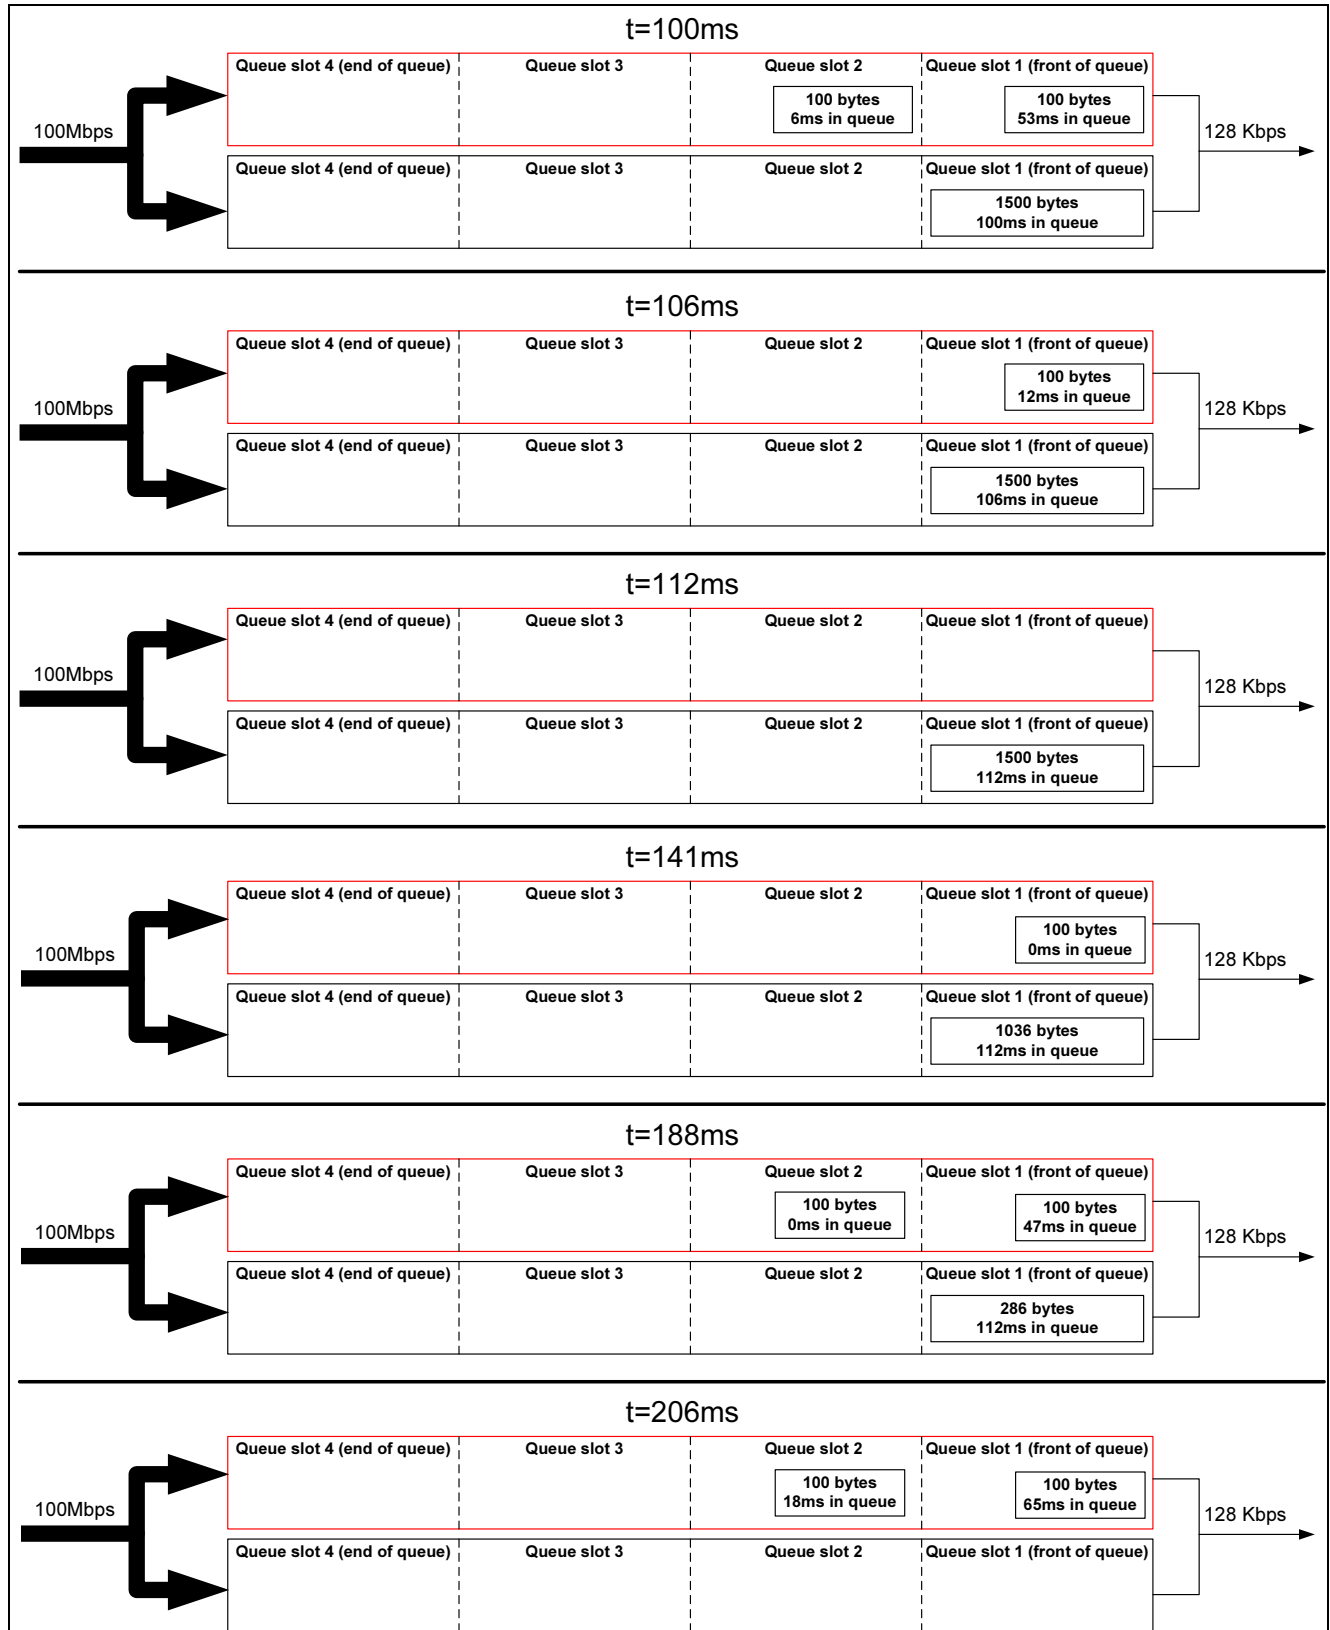 t=100ms
Queue slot 4 (end of queue) Queue slot 3 Queue slot 2 Queue slot 1 (front of queue)
100 bytes 100 bytes
6ms in queue 53ms in queue
100Mbps 128 Kbps
Queue slot 4 (end of queue) Queue slot 3 Queue slot 2 Queue slot 1 (front of queue)
1500 bytes
100ms in queue
t=106ms
Queue slot 4 (end of queue) Queue slot 3 Queue slot 2 Queue slot 1 (front of queue)
100 bytes
12ms in queue
100Mbps 128 Kbps
Queue slot 4 (end of queue) Queue slot 3 Queue slot 2 Queue slot 1 (front of queue)
1500 bytes
106ms in queue
t=112ms
Queue slot 4 (end of queue) Queue slot 3 Queue slot 2 Queue slot 1 (front of queue)
100Mbps 128 Kbps
Queue slot 4 (end of queue) Queue slot 3 Queue slot 2 Queue slot 1 (front of queue)
1500 bytes
112ms in queue
t=141ms
Queue slot 4 (end of queue) Queue slot 3 Queue slot 2 Queue slot 1 (front of queue)
100 bytes
0ms in queue
100Mbps 128 Kbps
Queue slot 4 (end of queue) Queue slot 3 Queue slot 2 Queue slot 1 (front of queue)
1036 bytes
112ms in queue
t=188ms
Queue slot 4 (end of queue) Queue slot 3 Queue slot 2 Queue slot 1 (front of queue)
100 bytes 100 bytes
0ms in queue 47ms in queue
100Mbps 128 Kbps
Queue slot 4 (end of queue) Queue slot 3 Queue slot 2 Queue slot 1 (front of queue)
286 bytes
112ms in queue
t=206ms
Queue slot 4 (end of queue) Queue slot 3 Queue slot 2 Queue slot 1 (front of queue)
100 bytes 100 bytes
18ms in queue 65ms in queue
100Mbps 128 Kbps
Queue slot 4 (end of queue) Queue slot 3 Queue slot 2 Queue slot 1 (front of queue)